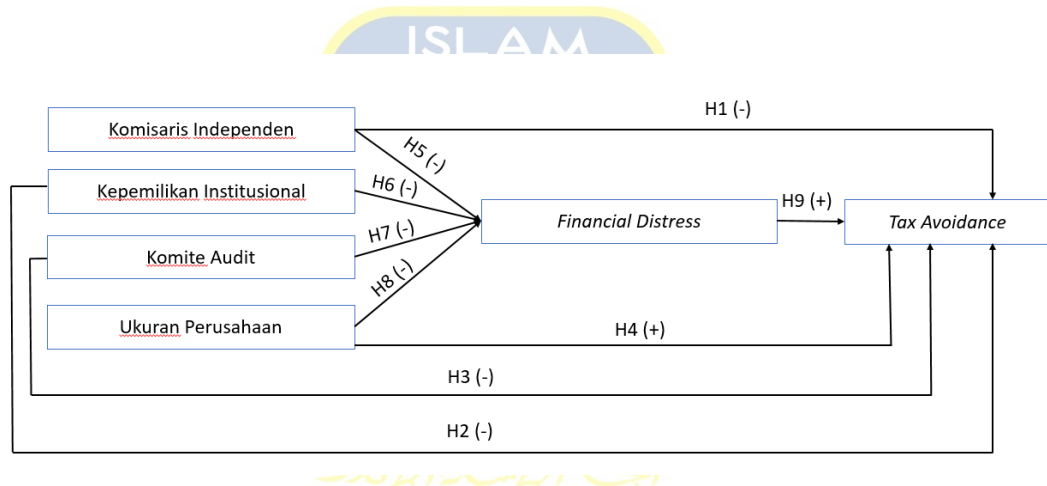 ISLAM
H1 (-)
Komisaris Independen
H5 (-)
Kepemilikan Institusional
H6 (-)
H9 (+)
Financial Distress
Tax Avoidance
H7 (-)
Komite Audit
H8 (-)
Ukuran Perusahaan
H4 (+)
H3 (-)
H2 (-)